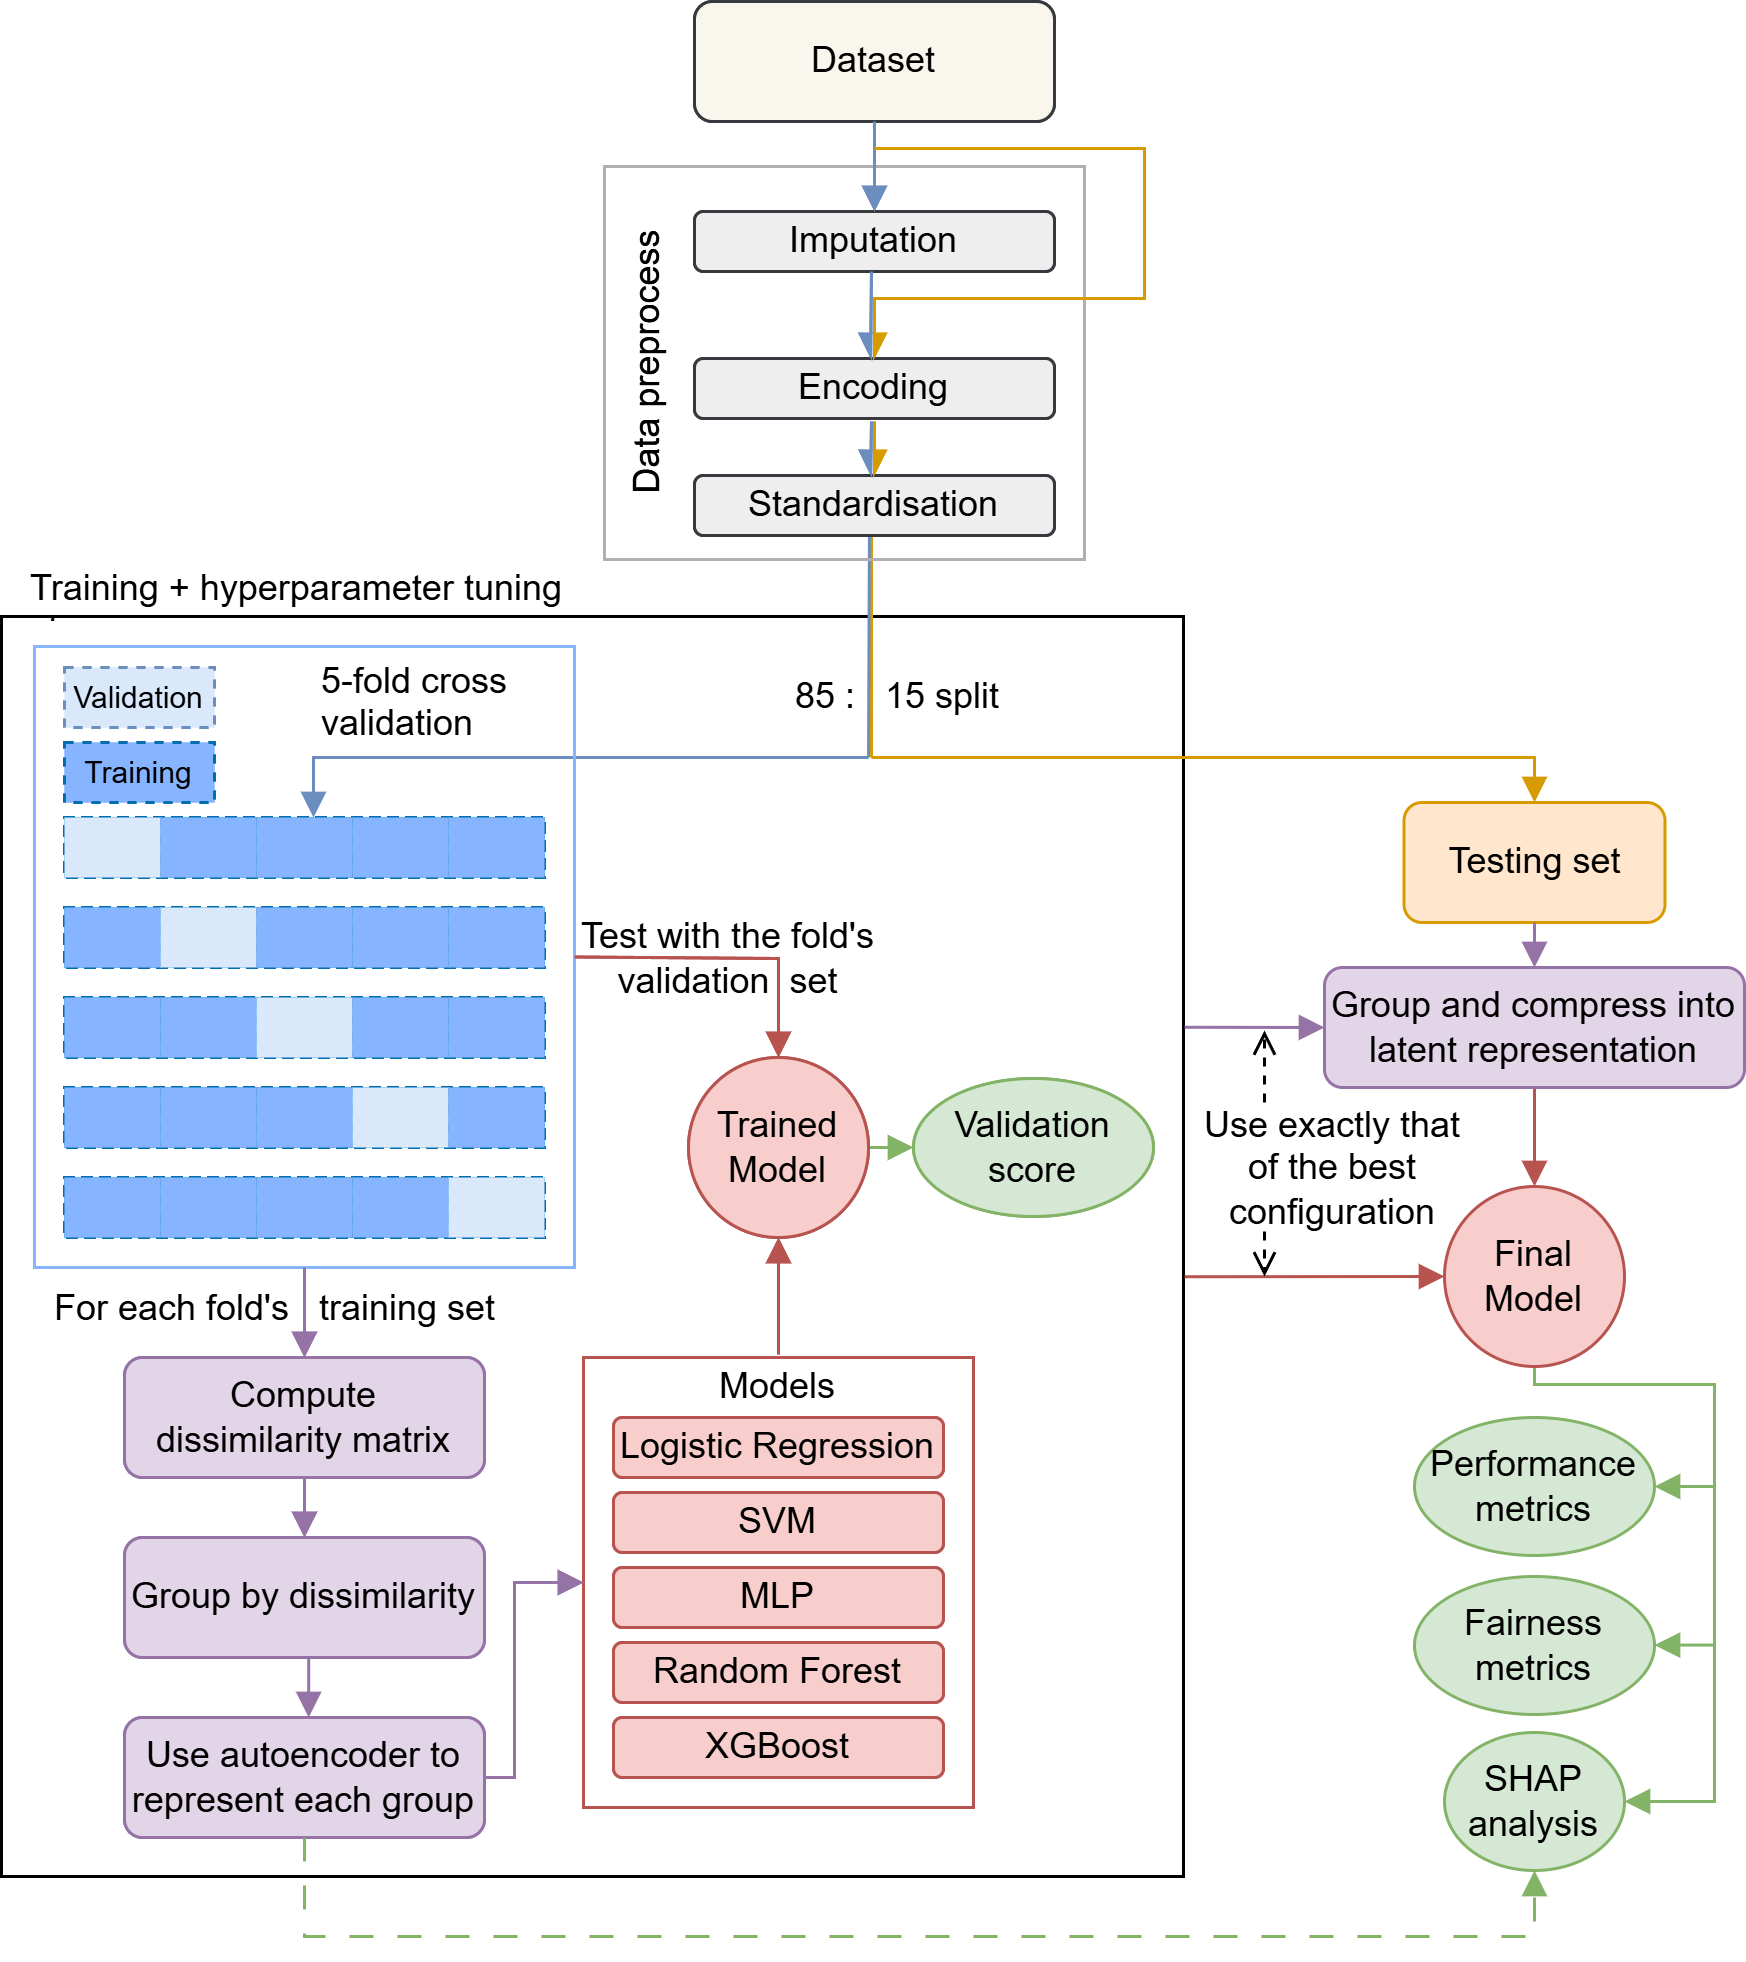 Dataset
Data preprocess
Imputation
Encoding
Standardisation
Training + hyperparameter tuning
Validation
Training
5-fold cross
validation
85 : 15 split
Testing set
Test with the fold's
validation set
Group and compress into
latent representation
Trained
Model
Validation
score
Use exactly that
of the best
configuration
Final
Model
For each fold's training set
Compute
dissimilarity matrix
Group by dissimilarity
Use autoencoder to
represent each group
Models
Logistic Regression
SVM
MLP
Random Forest
XGBoost
Performance
metrics
Fairness
metrics
SHAP
analysis